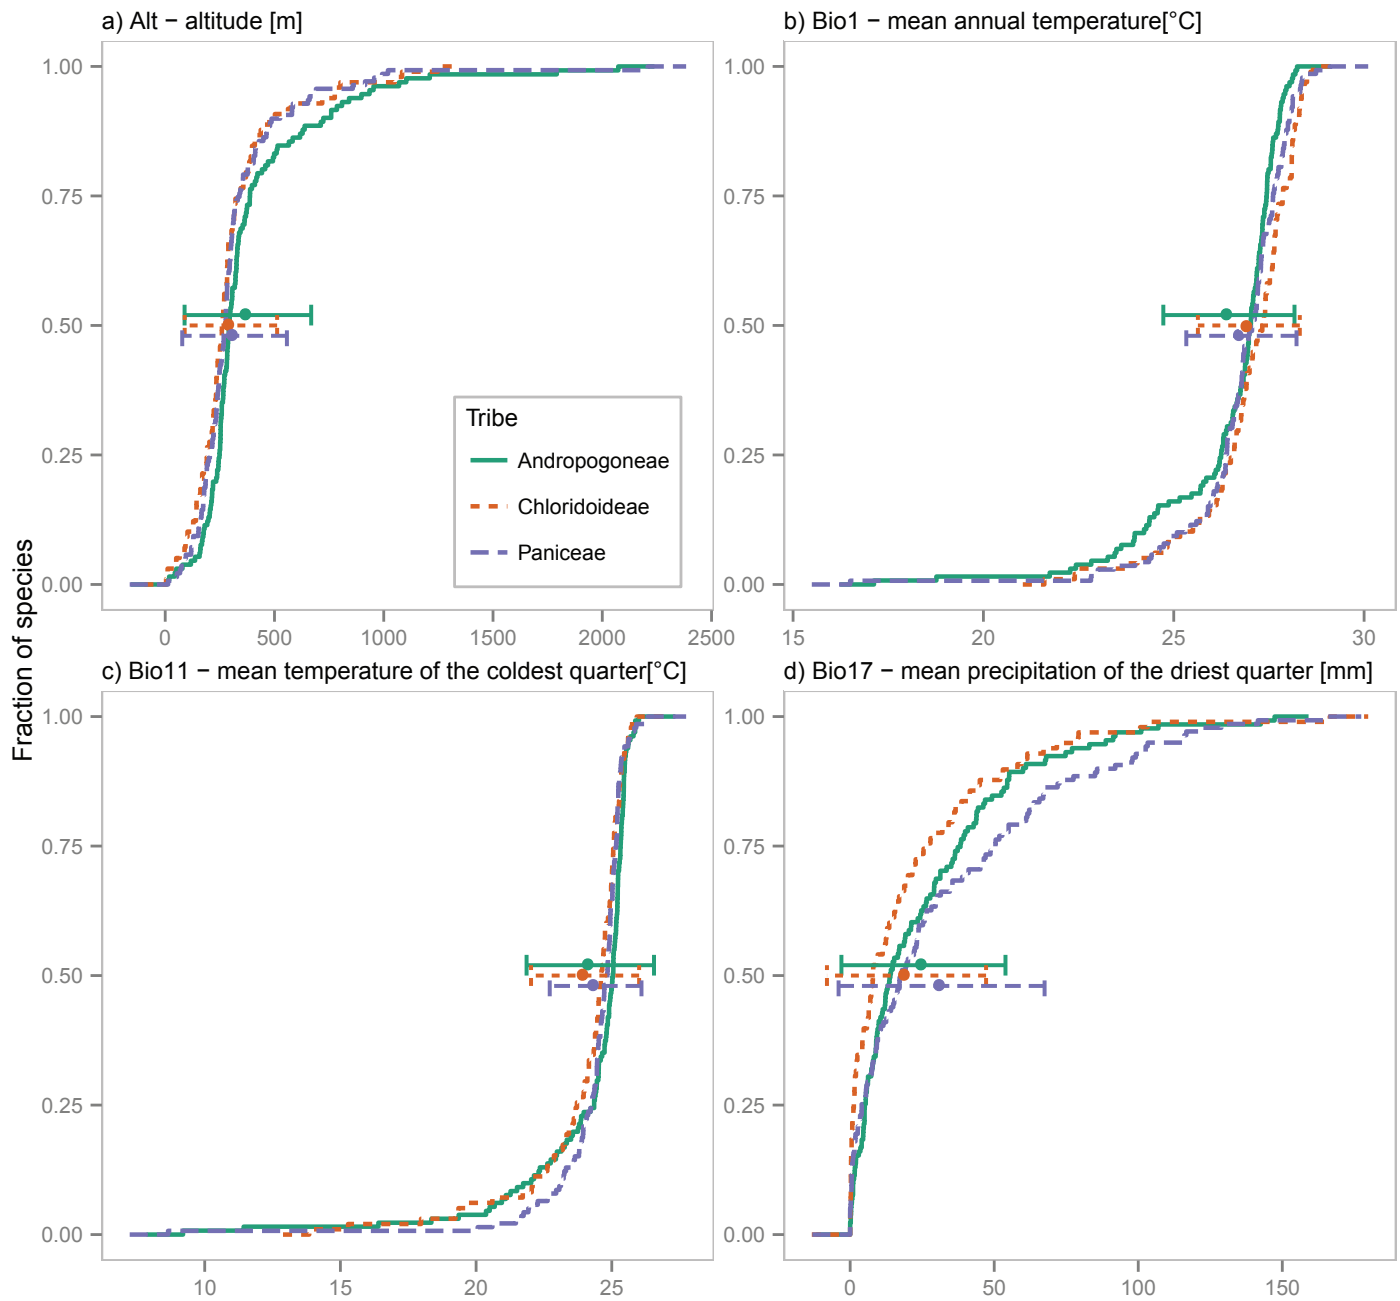 a) Alt − altitude [m]
b) Bio1 − mean annual temperature[°C]
1.00
0.75
0.50
0.25
0.00
1.00
0.75
0.50
0.25
0.00
Tribe
Andropogoneae
Chloridoideae
Paniceae
0 500 1000 1500 2000 2500
15 20 25 30
Fraction of species
c) Bio11 − mean temperature of the coldest quarter[°C]
d) Bio17 − mean precipitation of the driest quarter [mm]
1.00
0.75
0.50
0.25
0.00
1.00
0.75
0.50
0.25
0.00
10 15 20 25
0 50 100 150